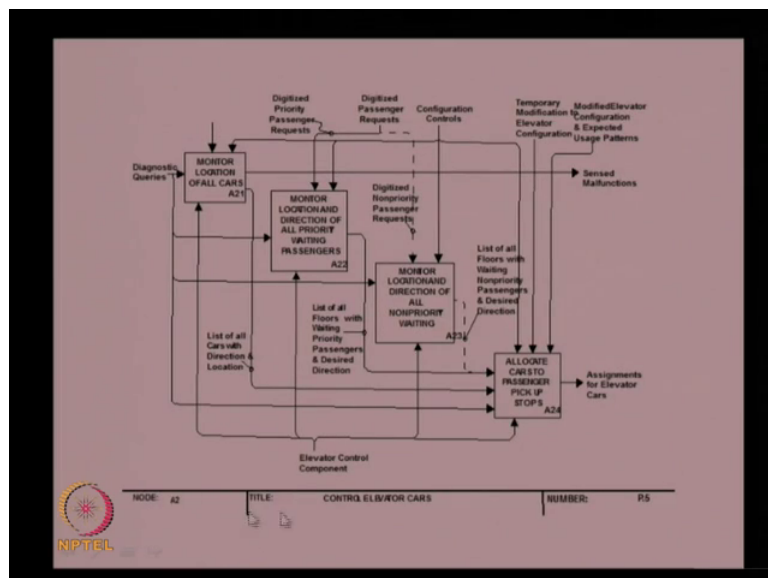 Digitized
Priority
Passenger
Requests
Digitized
Passenger
Requests
Configuration
Controls
Temporary
Modification to
Elevator
Configuration
ModifiedElevator
Configuration
& Expected
Usage Patterns
Diagnostic
Queries
MONITOR
LOCATION
OF ALL CARS
A21
Sensed
Malfunctions
MONITOR
LOCATION AND
DIRECTION OF
ALL PRIORITY
WAITING
PASSENGERS
A22
Digitized
Nonpriority
Passenger
Requests
MONITOR
LOCATION AND
DIRECTION OF
ALL
NONPRIORITY
WAITING
A23
List of all
Floors with
Waiting
Nonpriority
Passengers
& Desired
Direction
List of all
Floors with
Waiting
Priority
Passengers
& Desired
Direction
List of all
Cars with
Direction &
Location
ALLOCATE
CARS TO
PASSENGER
PICK UP
STOPS
A24
Assignments
for Elevator
Cars
Elevator Control
Component
NODE: A2
TITLE: CONTROL ELEVATOR CARS
NUMBER: P.5
NPTEL